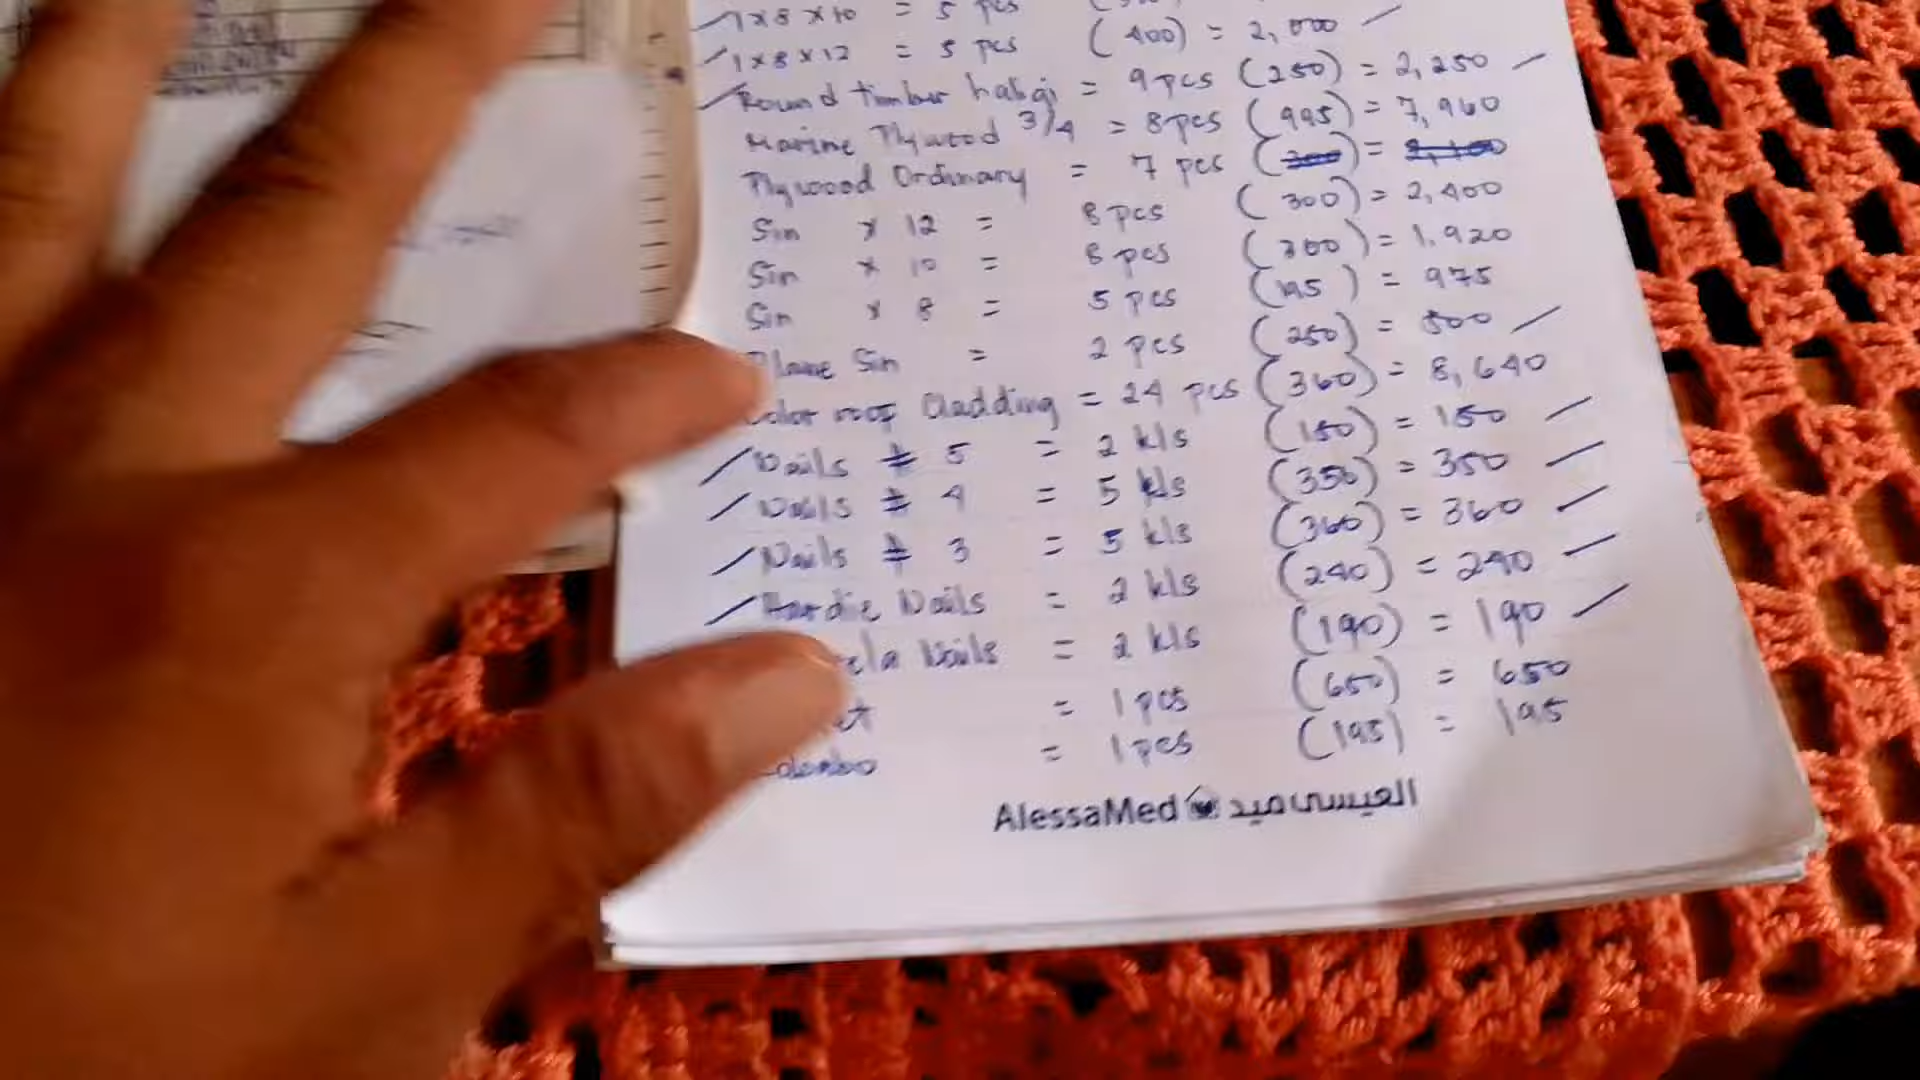 1x8x10 = 5 pcs
1x8x12 = 5 pcs (400) = 2,000
Round timber haligi = 9 pcs (250) = 2,250
Marine Plywood 3/4 = 8 pcs (995) = 7,960
Plywood Ordinary = 7 pcs (300) = 2,100
Sin x 12 = 8 pcs (300) = 2,400
Sin x 10 = 8 pcs = 1,920
Sin x 8 = 5 pcs (195) = 975
Plane Sin = 2 pcs (250) = 500
Color roof Cladding = 24 pcs (360) = 8,640
Nails # 5 = 2 kls (150) = 150
Nails # 4 = 5 kls (350) = 350
Nails # 3 = 5 kls (360) = 360
Hardie Nails = 2 kls (240) = 240
Nails = 2 kls (190) = 190
= 1 pcs (650) = 650
= 1 pcs (195) = 195
AlessaMed العيسى ميد